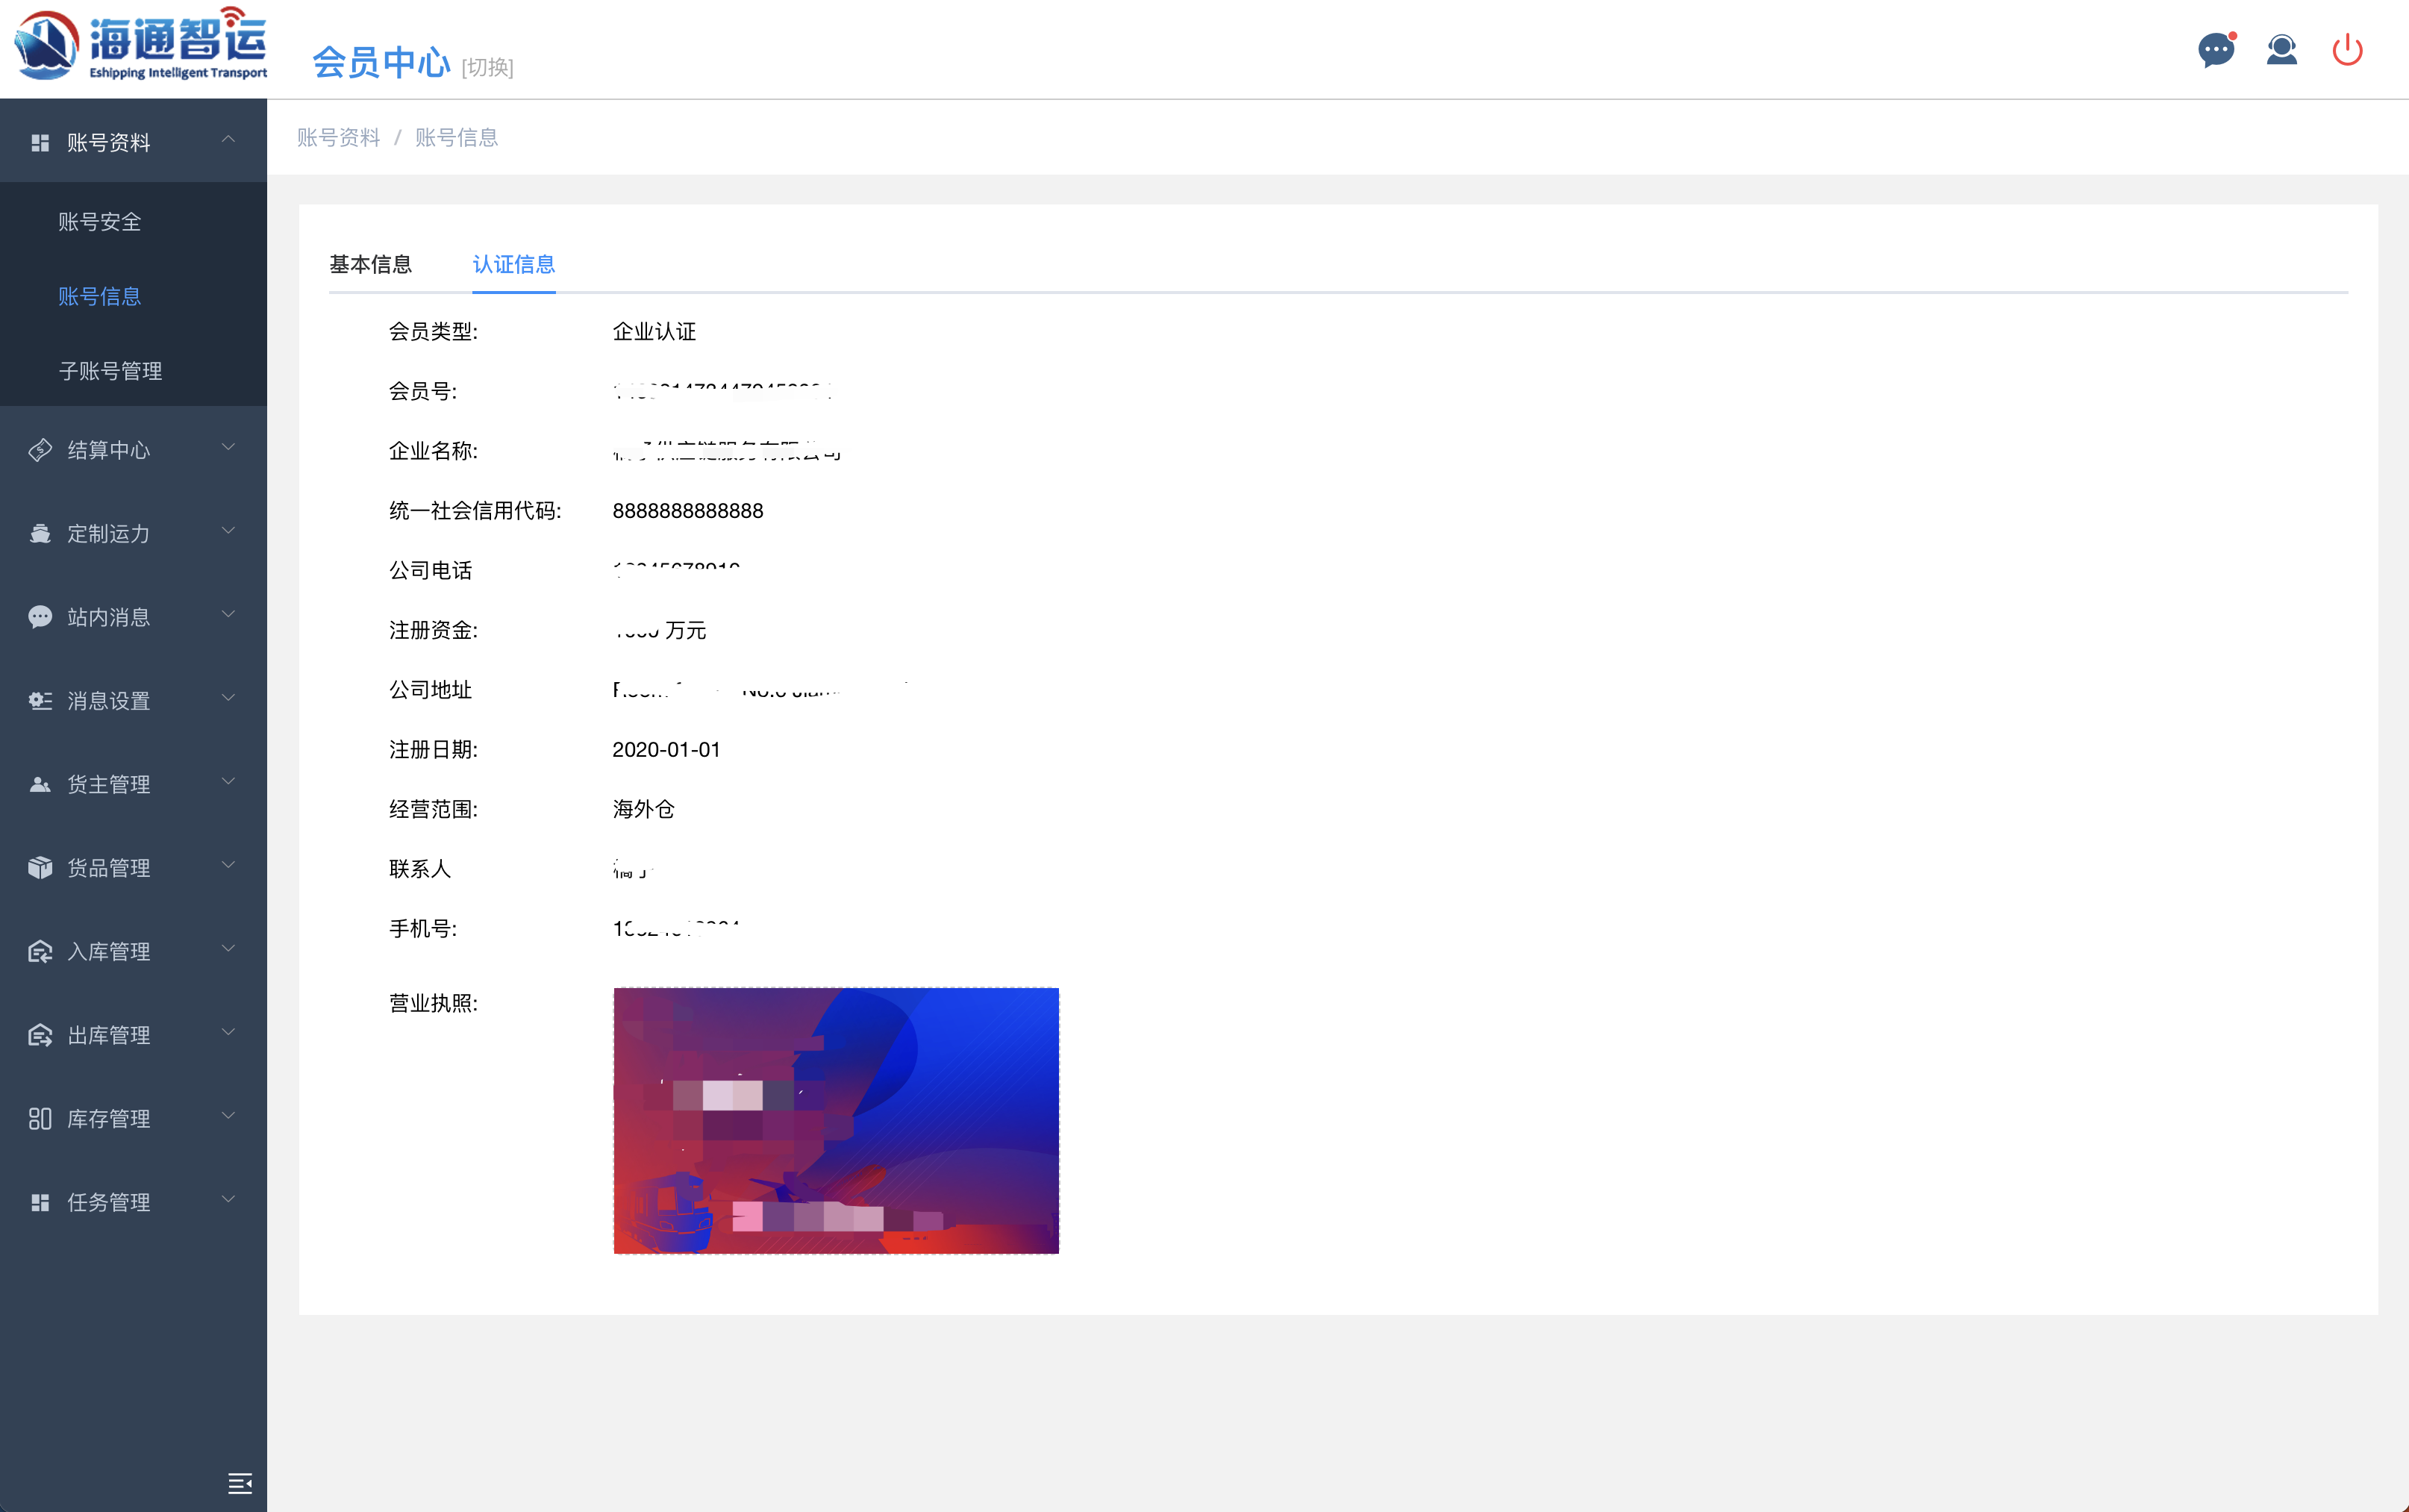 海通智运
Eshipping Intelligent Transport
会员中心 [切换]
账号资料
账号安全
账号信息
子账号管理
结算中心
定制运力
站内消息
消息设置
货主管理
货品管理
入库管理
出库管理
库存管理
任务管理
账号资料 / 账号信息
基本信息
认证信息
会员类型: 企业认证
会员号:
企业名称:
统一社会信用代码: 8888888888888
公司电话
注册资金: 万元
公司地址
注册日期: 2020-01-01
经营范围: 海外仓
联系人
手机号:
营业执照: